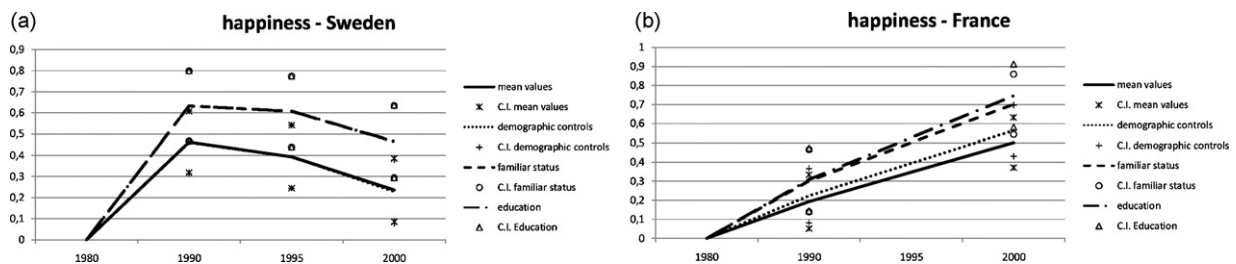 (a)
happiness - Sweden
0,9
0,8
0,7
0,6
0,5
0,4
0,3
0,2
0,1
0
1980 1990 1995 2000
mean values
C.I. mean values
demographic controls
C.I. demographic controls
familiar status
C.I. familiar status
education
C.I. Education
(b)
happiness - France
1
0,9
0,8
0,7
0,6
0,5
0,4
0,3
0,2
0,1
0
1980 1990 1995 2000
mean values
C.I. mean values
demographic controls
C.I. demographic controls
familiar status
C.I. familiar status
education
C.I. Education